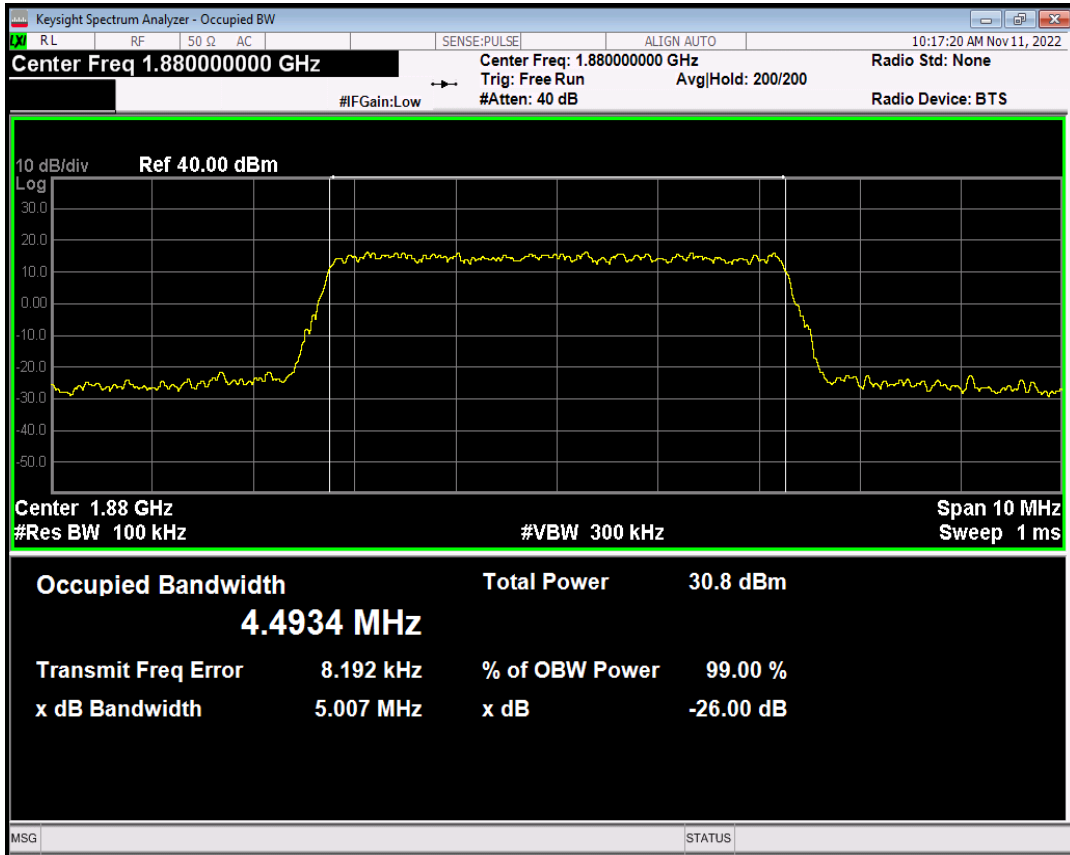 Keysight Spectrum Analyzer - Occupied BW
LXI RL RF 50 Ω AC SENSE:PULSE ALIGN AUTO 10:17:20 AM Nov 11, 2022
Center Freq 1.880000000 GHz Center Freq: 1.880000000 GHz Radio Std: None
Trig: Free Run Avg|Hold: 200/200
#IFGain:Low #Atten: 40 dB Radio Device: BTS
10 dB/div Ref 40.00 dBm
Log
30.0
20.0
10.0
0.00
-10.0
-20.0
-30.0
-40.0
-50.0
Center 1.88 GHz Span 10 MHz
#Res BW 100 kHz #VBW 300 kHz Sweep 1 ms
Occupied Bandwidth Total Power 30.8 dBm
4.4934 MHz
Transmit Freq Error 8.192 kHz % of OBW Power 99.00 %
x dB Bandwidth 5.007 MHz x dB -26.00 dB
MSG STATUS